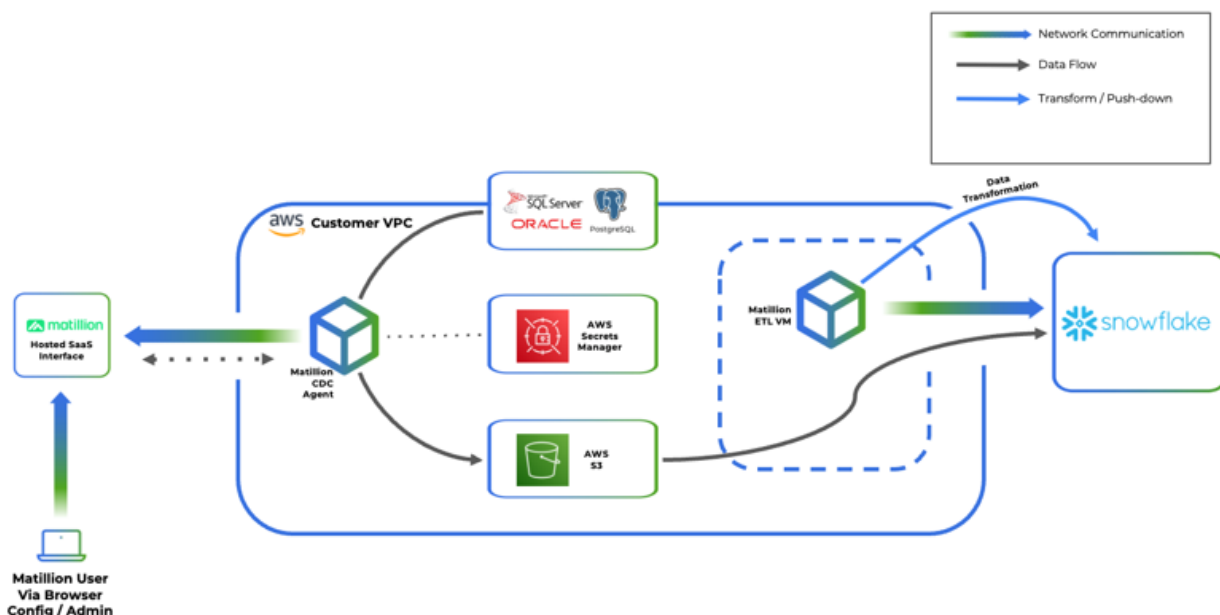 Network Communication
Data Flow
Transform / Push-down
Data
Transformation
aws
Customer VPC
Microsoft
SQL Server
ORACLE
PostgreSQL
matillion
Hosted SaaS
Interface
Matillion
CDC
Agent
AWS
Secrets
Manager
Matillion
ETL VM
snowflake
AWS
S3
Matillion User
Via Browser
Config / Admin